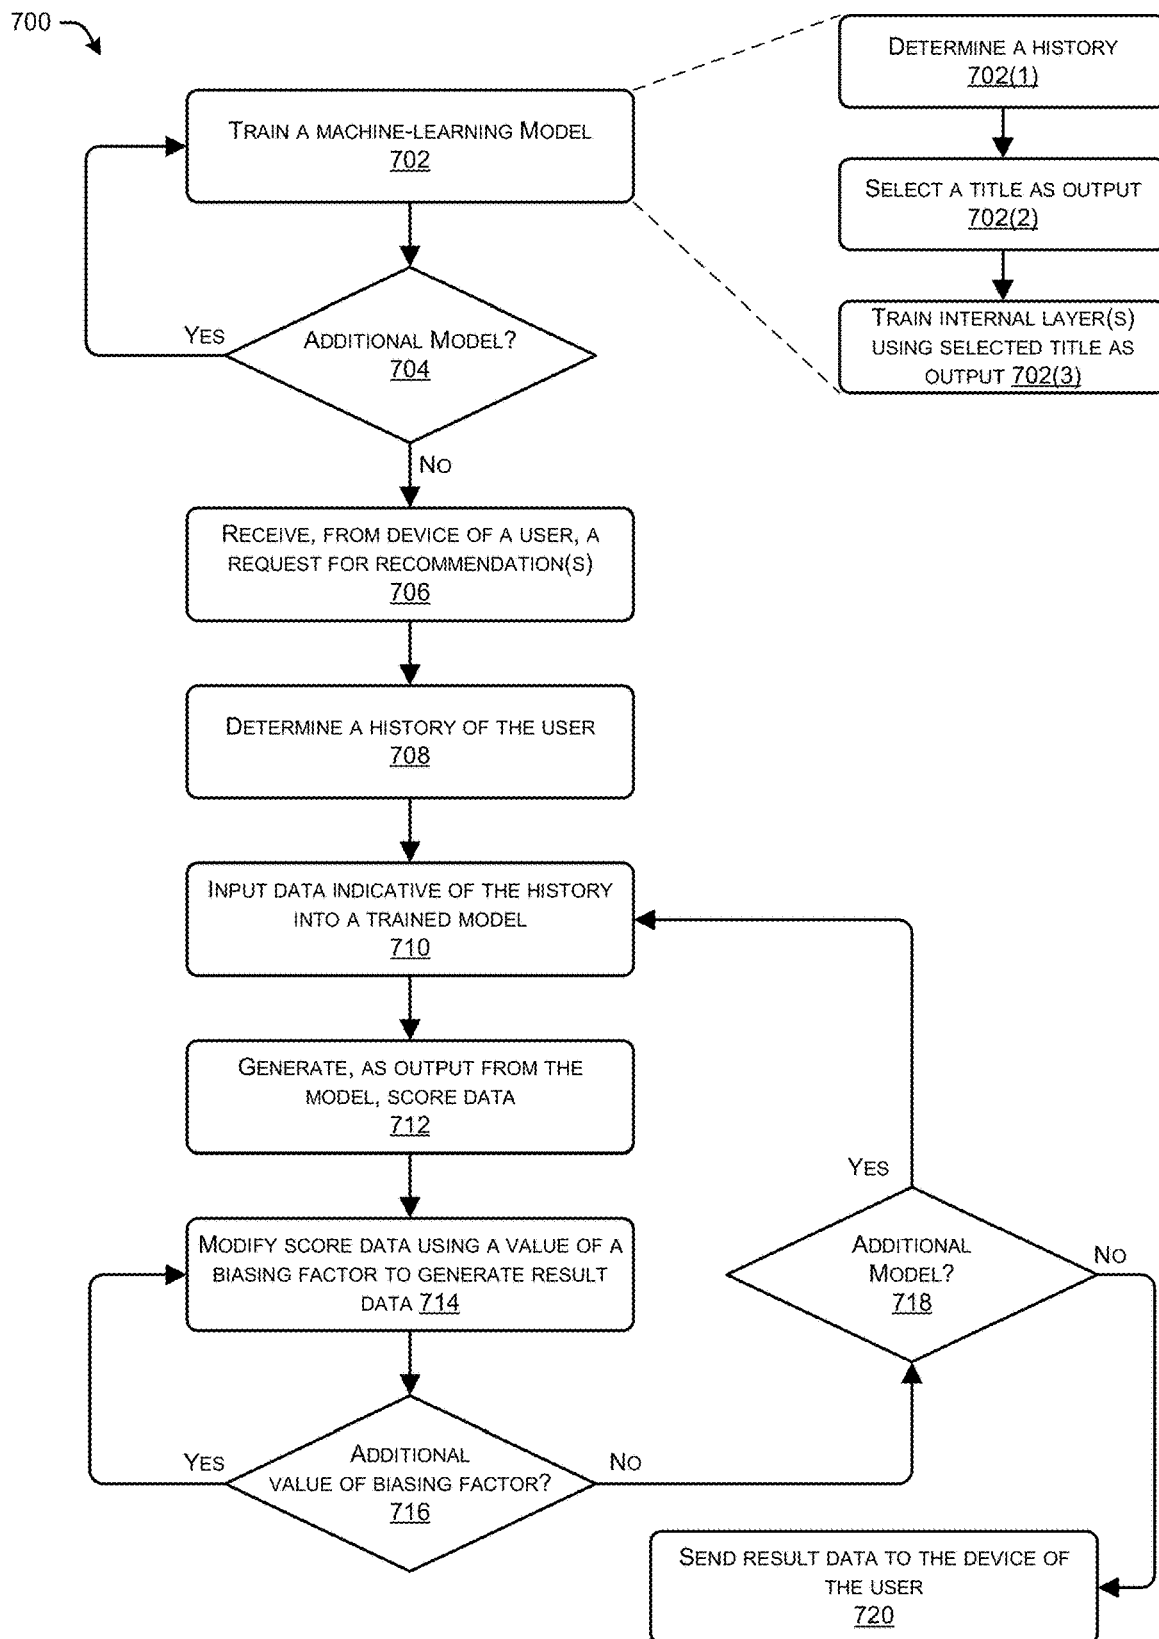 700
TRAIN A MACHINE-LEARNING MODEL
702
DETERMINE A HISTORY
702(1)
SELECT A TITLE AS OUTPUT
702(2)
TRAIN INTERNAL LAYER(S)
USING SELECTED TITLE AS
OUTPUT 702(3)
YES
ADDITIONAL MODEL?
704
NO
RECEIVE, FROM DEVICE OF A USER, A
REQUEST FOR RECOMMENDATION(S)
706
DETERMINE A HISTORY OF THE USER
708
INPUT DATA INDICATIVE OF THE HISTORY
INTO A TRAINED MODEL
710
GENERATE, AS OUTPUT FROM THE
MODEL, SCORE DATA
712
MODIFY SCORE DATA USING A VALUE OF A
BIASING FACTOR TO GENERATE RESULT
DATA 714
YES
ADDITIONAL
VALUE OF BIASING FACTOR?
716
NO
YES
ADDITIONAL
MODEL?
718
NO
SEND RESULT DATA TO THE DEVICE OF
THE USER
720